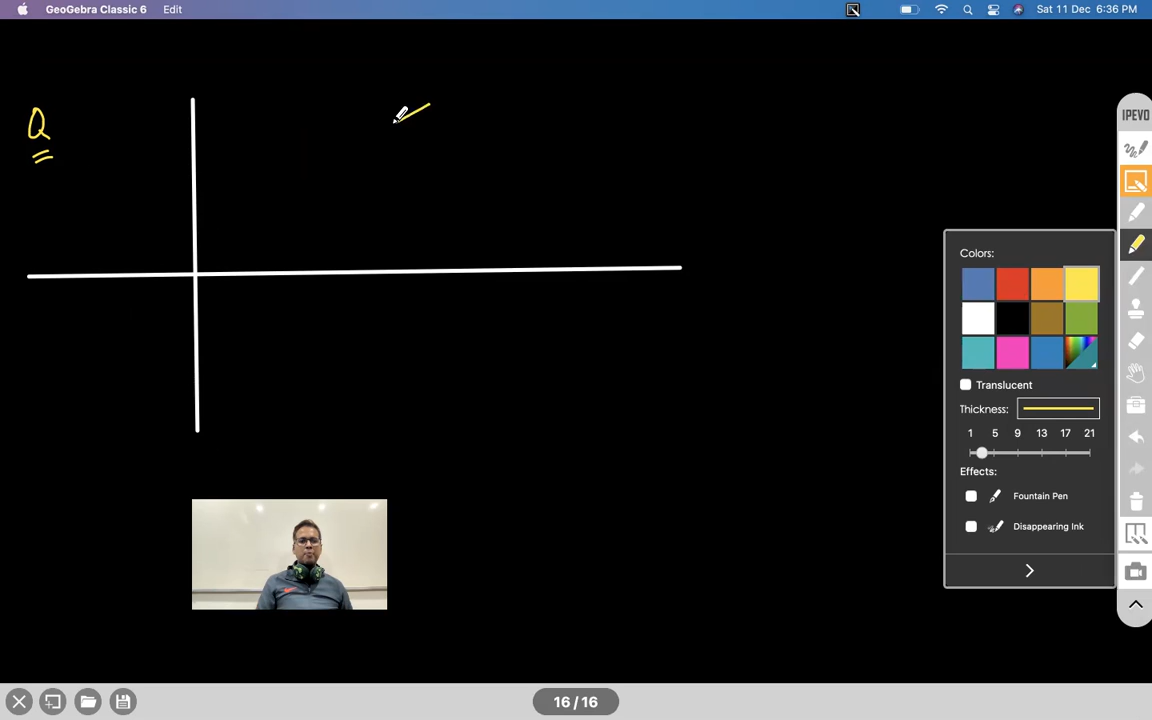 GeoGebra Classic 6 Edit Sat 11 Dec 6:36 PM
Q
IPEVO
Colors:
Translucent
Thickness:
1 5 9 13 17 21
Effects:
Fountain Pen
Disappearing Ink
16 / 16